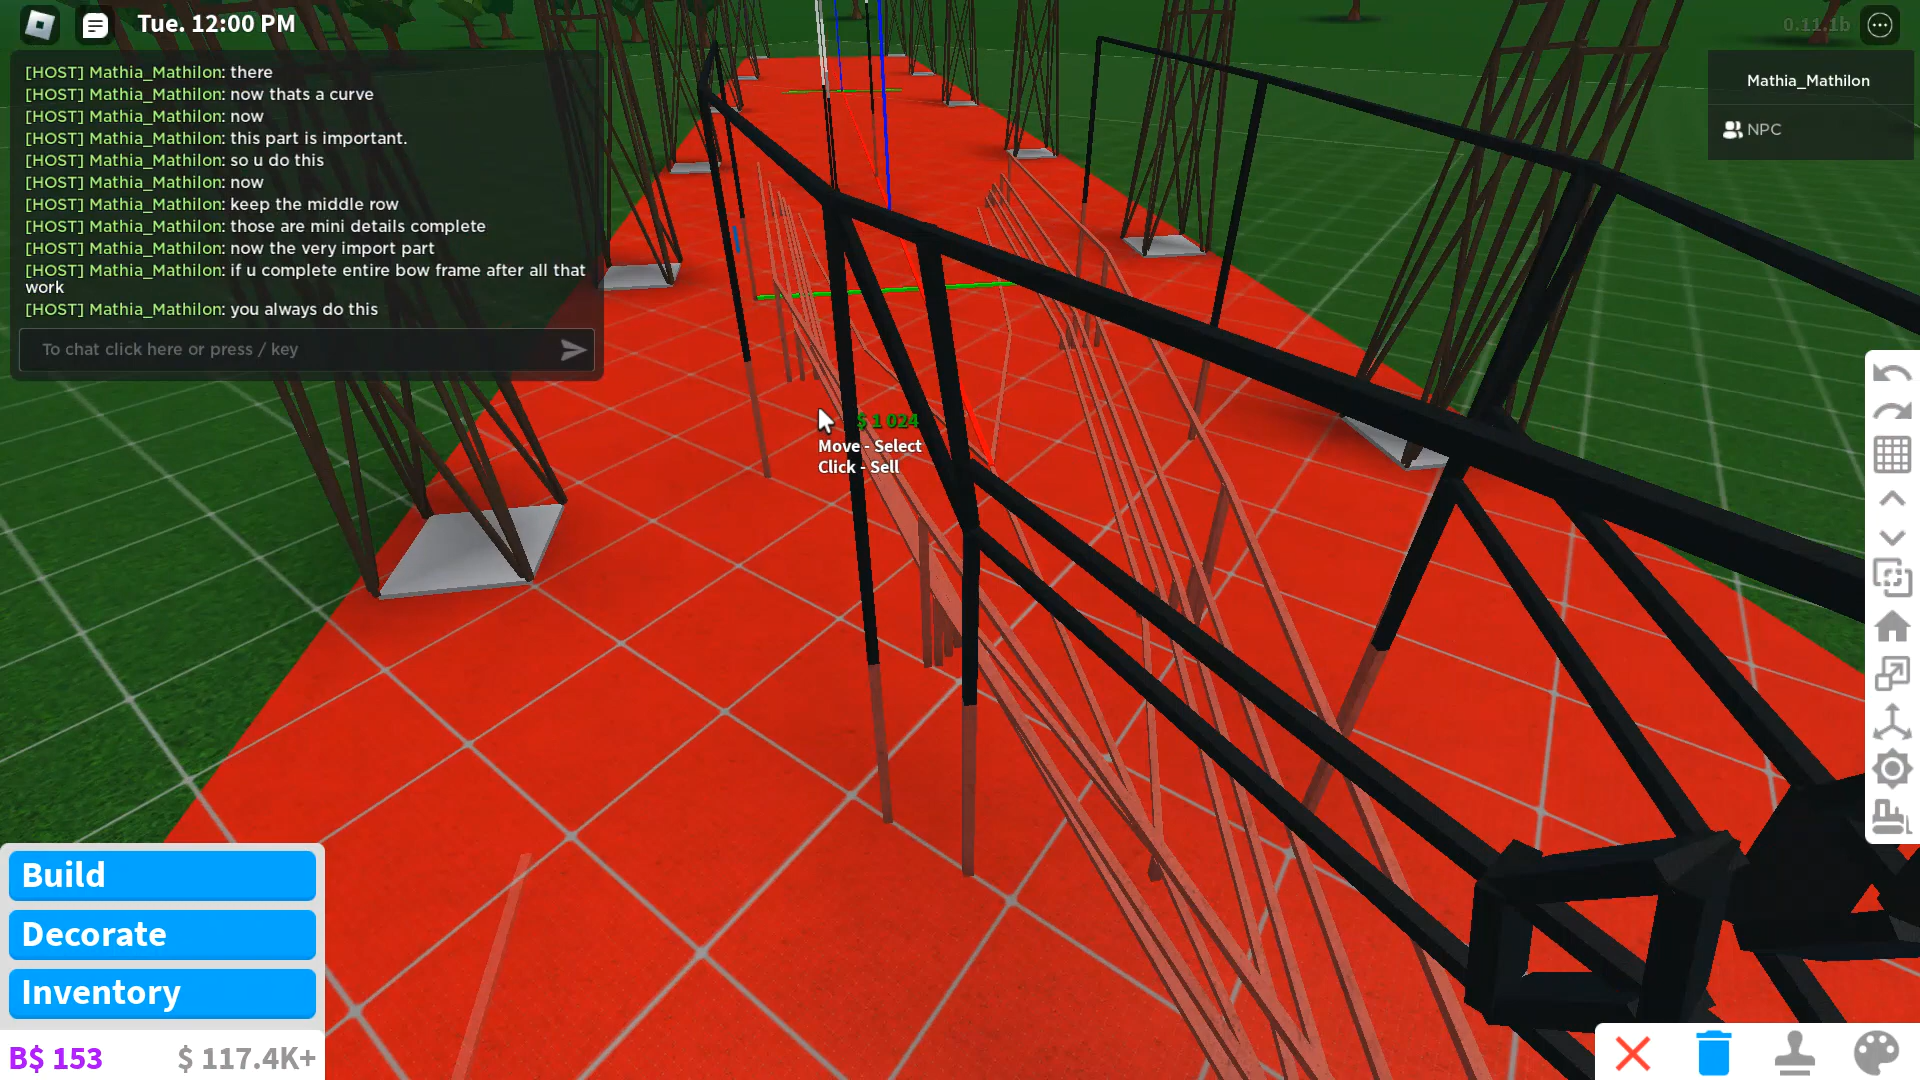 Tue. 12:00 PM
0.11.1b
[HOST] Mathia_Mathilon: there
[HOST] Mathia_Mathilon: now thats a curve
[HOST] Mathia_Mathilon: now
[HOST] Mathia_Mathilon: this part is important.
[HOST] Mathia_Mathilon: so u do this
[HOST] Mathia_Mathilon: now
[HOST] Mathia_Mathilon: keep the middle row
[HOST] Mathia_Mathilon: those are mini details complete
[HOST] Mathia_Mathilon: now the very import part
[HOST] Mathia_Mathilon: if u complete entire bow frame after all that
work
[HOST] Mathia_Mathilon: you always do this
To chat click here or press / key
Mathia_Mathilon
NPC
$ 1 024
Move - Select
Click - Sell
Build
Decorate
Inventory
B$ 153
$ 117.4K+